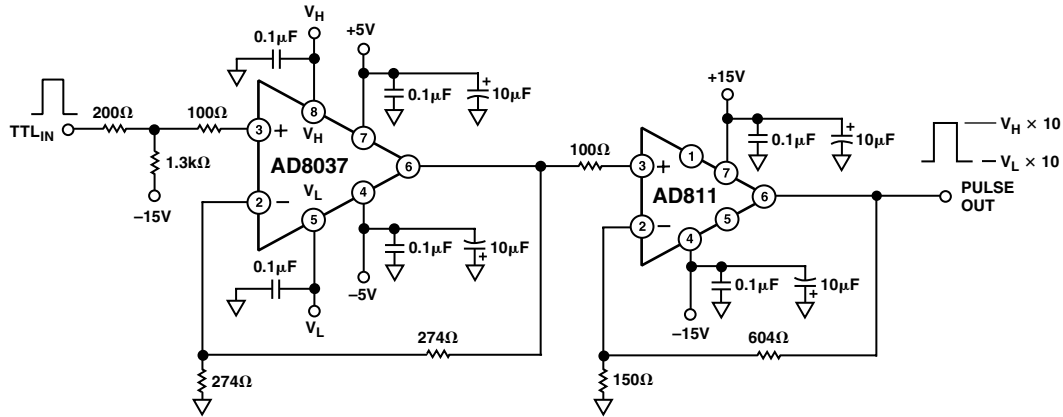 V_H
0.1μF
+5V
0.1μF
10μF
+
+15V
0.1μF
10μF
+
V_H × 10
V_L × 10
PULSE
OUT
TTL_IN
200Ω
100Ω
1.3kΩ
–15V
3
+
8
V_H
7
AD8037
6
V_L
4
2
–
5
0.1μF
V_L
0.1μF
10μF
+
–5V
274Ω
274Ω
100Ω
3
+
1
7
AD811
6
2
–
5
4
0.1μF
10μF
+
–15V
604Ω
150Ω